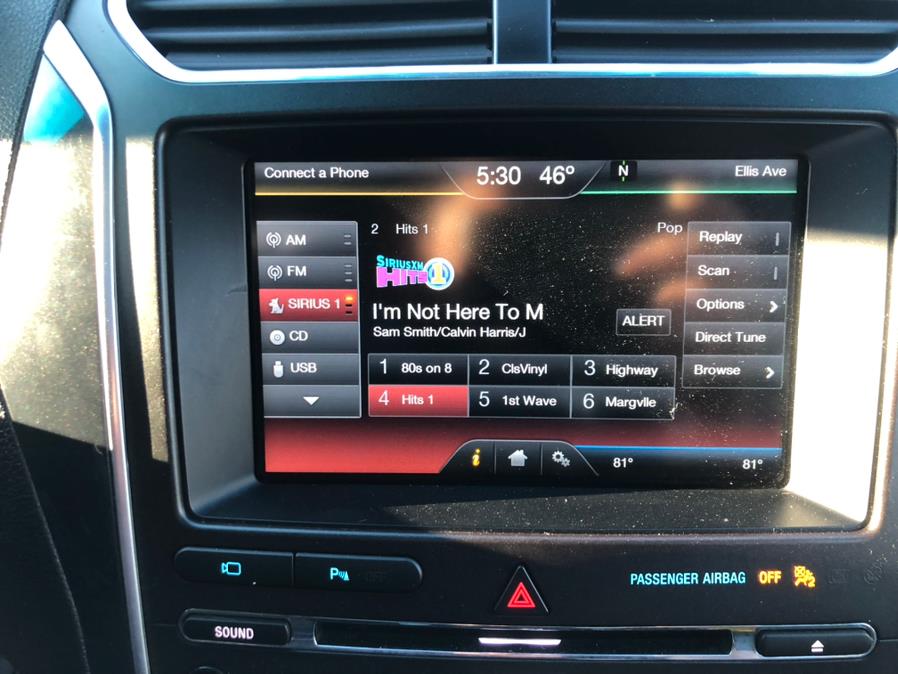 Connect a Phone 5:30 46° N Ellis Ave
AM
FM
SIRIUS 1
CD
USB
2 Hits 1 Pop
SIRIUSXM
HITS 1
I'm Not Here To M
Sam Smith/Calvin Harris/J
ALERT
1 80s on 8 2 ClsVinyl 3 Highway
4 Hits 1 5 1st Wave 6 Margvlle
Replay
Scan
Options
Direct Tune
Browse
i 81° 81°
P
PASSENGER AIRBAG OFF 2
SOUND